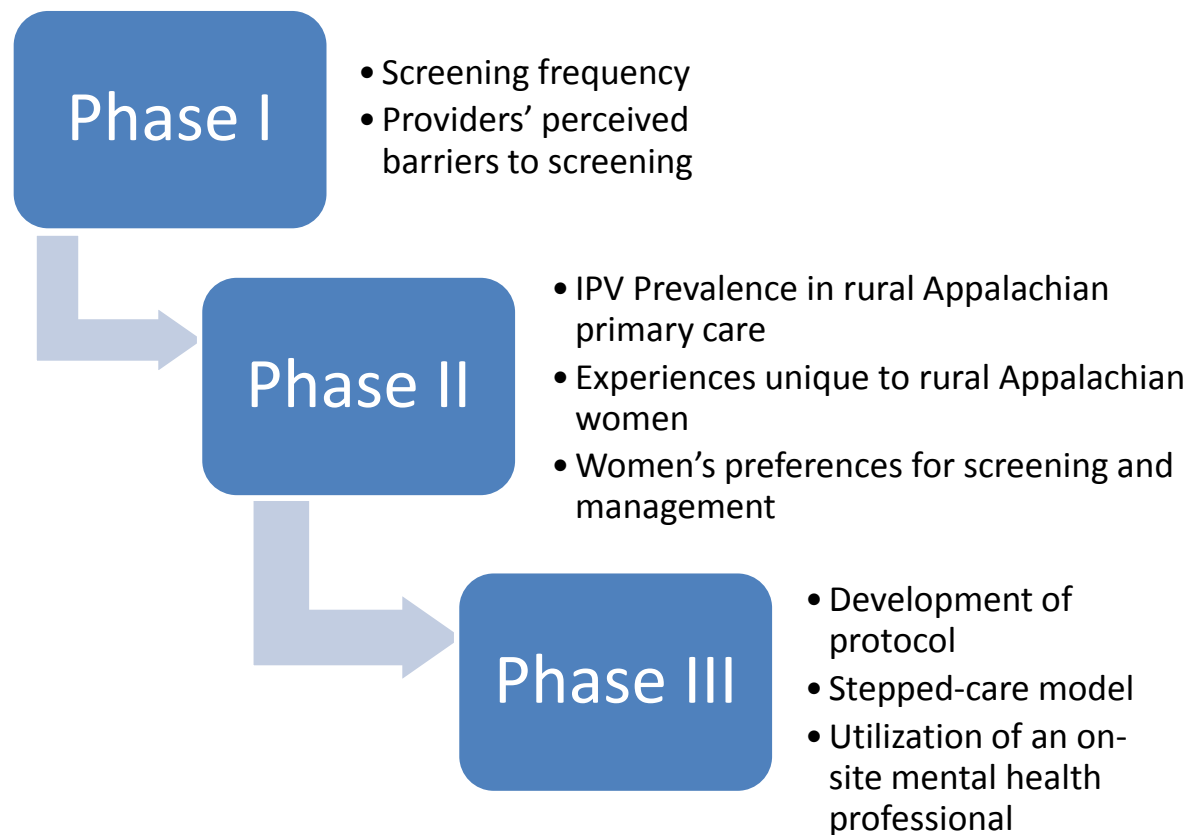 Phase I
• Screening frequency
• Providers’ perceived
barriers to screening
Phase II
• IPV Prevalence in rural Appalachian
primary care
• Experiences unique to rural Appalachian
women
• Women’s preferences for screening and
management
Phase III
• Development of
protocol
• Stepped-care model
• Utilization of an on-
site mental health
professional